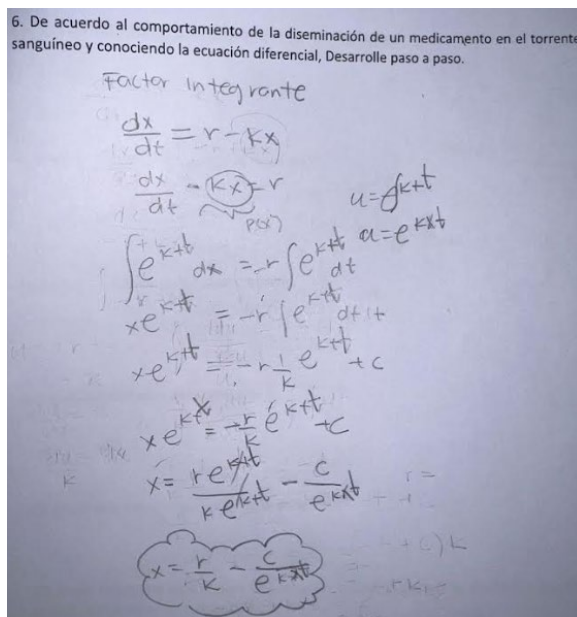 6. De acuerdo al comportamiento de la diseminación de un medicamento en el torrente
sanguíneo y conociendo la ecuación diferencial, Desarrolle paso a paso.
Factor integrante
dx/dt = r - kx
dx/dt - kx = r
P(x)
u = ∫k+t
u = e^kxt
∫e^k+t dx = -r ∫e^k+t dt
xe^k+t = -r ∫e^k+t dt
xe^k+t = -r 1/k e^k+t + c
xe^k+t = -r/k e^k+t + c
x = re^k+t / ke^k+t - c/e^kxt
x = r/k - c/e^kxt